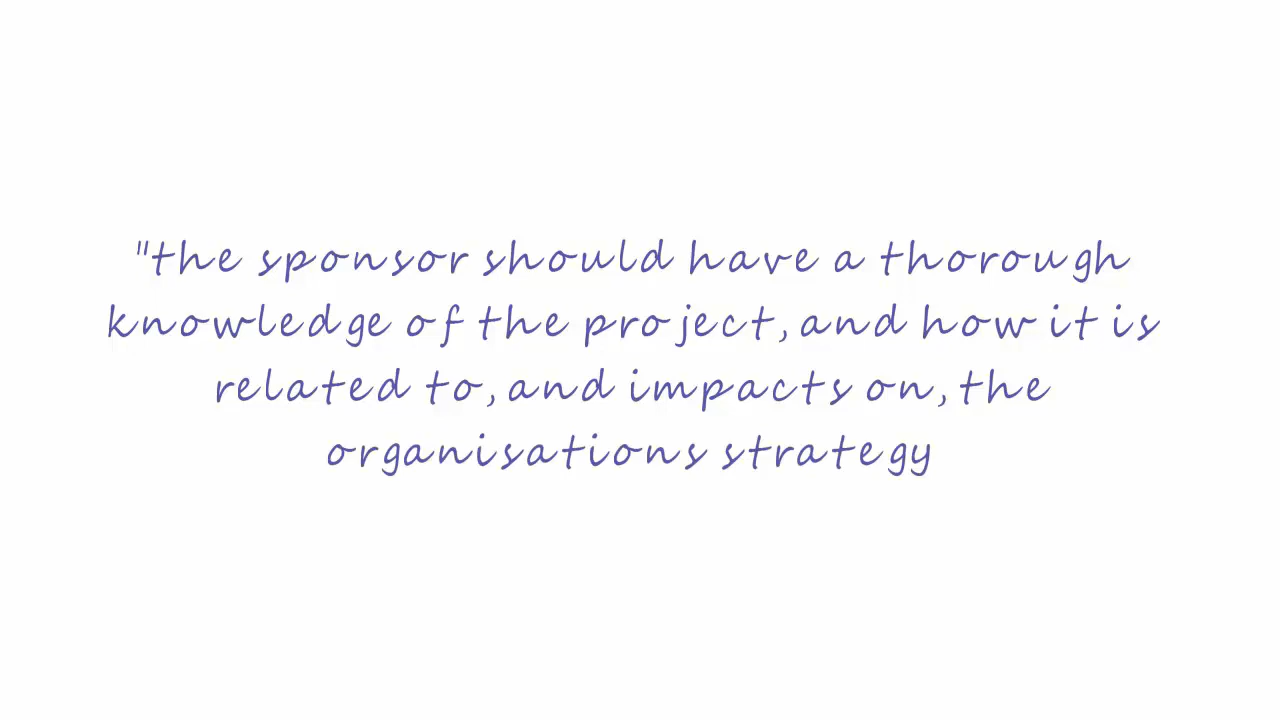 "the sponsor should have a thorough
knowledge of the project, and how it is
related to, and impacts on, the
organisations strategy